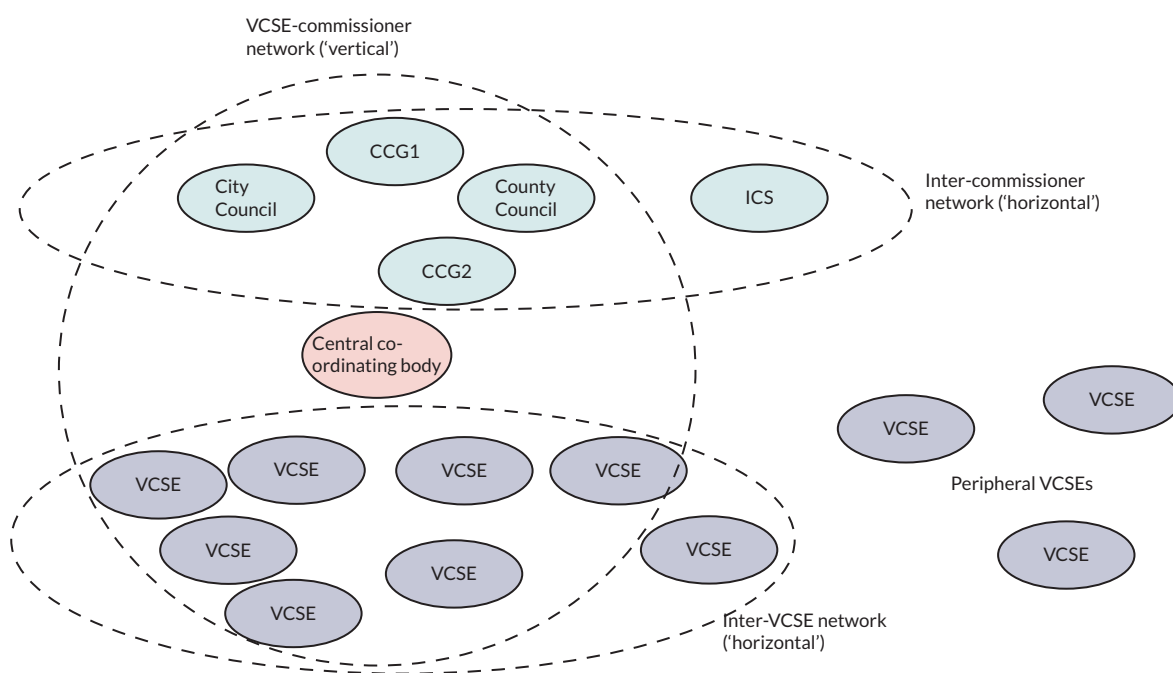 VCSE-commissioner
network (‘vertical’)
CCG1
City
Council
County
Council
ICS
Inter-commissioner
network (‘horizontal’)
CCG2
Central co-
ordinating body
VCSE
VCSE
VCSE
VCSE
VCSE
VCSE
VCSE
Peripheral VCSEs
VCSE
VCSE
VCSE
VCSE
VCSE
Inter-VCSE network
(‘horizontal’)